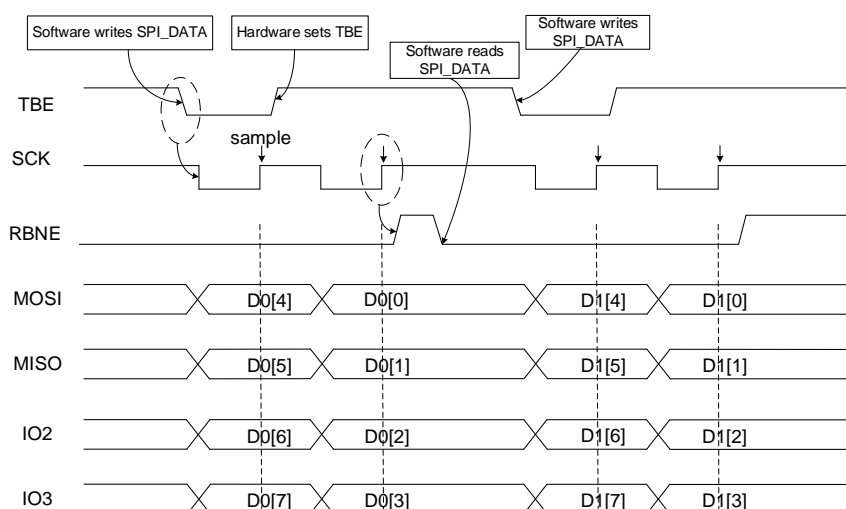 Software writes SPI_DATA
Hardware sets TBE
Software reads
SPI_DATA
Software writes
SPI_DATA
TBE
sample
SCK
RBNE
MOSI D0[4] D0[0] D1[4] D1[0]
MISO D0[5] D0[1] D1[5] D1[1]
IO2 D0[6] D0[2] D1[6] D1[2]
IO3 D0[7] D0[3] D1[7] D1[3]